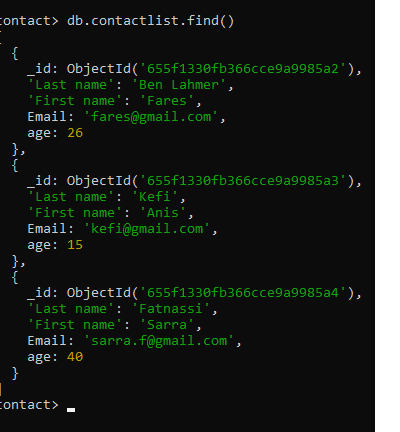 contact> db.contactlist.find()
[
  {
    _id: ObjectId('655f1330fb366cce9a9985a2'),
    'Last name': 'Ben Lahmer',
    'First name': 'Fares',
    Email: 'fares@gmail.com',
    age: 26
  },
  {
    _id: ObjectId('655f1330fb366cce9a9985a3'),
    'Last name': 'Kefi',
    'First name': 'Anis',
    Email: 'kefi@gmail.com',
    age: 15
  },
  {
    _id: ObjectId('655f1330fb366cce9a9985a4'),
    'Last name': 'Fatnassi',
    'First name': 'Sarra',
    Email: 'sarra.f@gmail.com',
    age: 40
  }
]
contact>